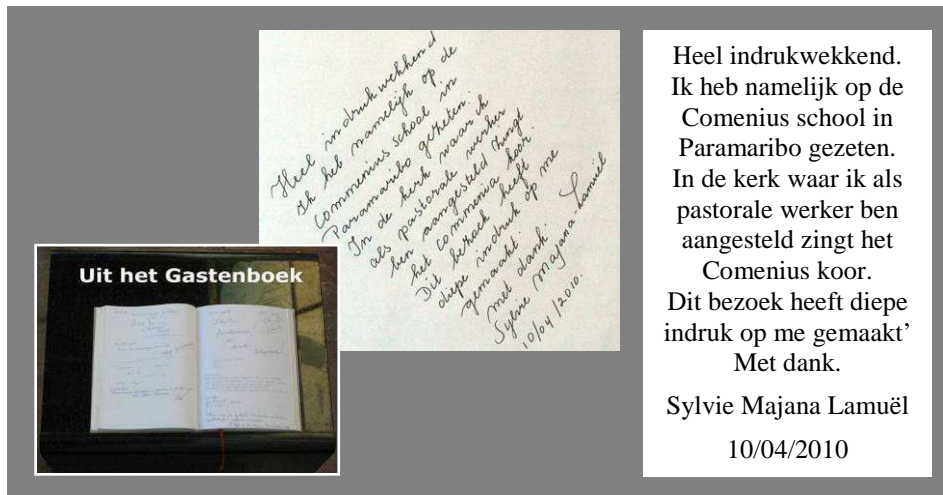 Heel indrukwekkend
Ik heb namelijk op de
Commenius school in
Paramaribo gezeten.
In de kerk waar ik
als pastorale werker
ben aangesteld zingt
het commenia koor.
Dit bezoek heeft
diepe indruk op me
gemaakt.
met dank
Sylvie Majana-Lamuël
10/04/2010.
Uit het Gastenboek
Heel indrukwekkend.
Ik heb namelijk op de
Comenius school in
Paramaribo gezeten.
In de kerk waar ik als
pastorale werker ben
aangesteld zingt het
Comenius koor.
Dit bezoek heeft diepe
indruk op me gemaakt’
Met dank.
Sylvie Majana Lamuël
10/04/2010